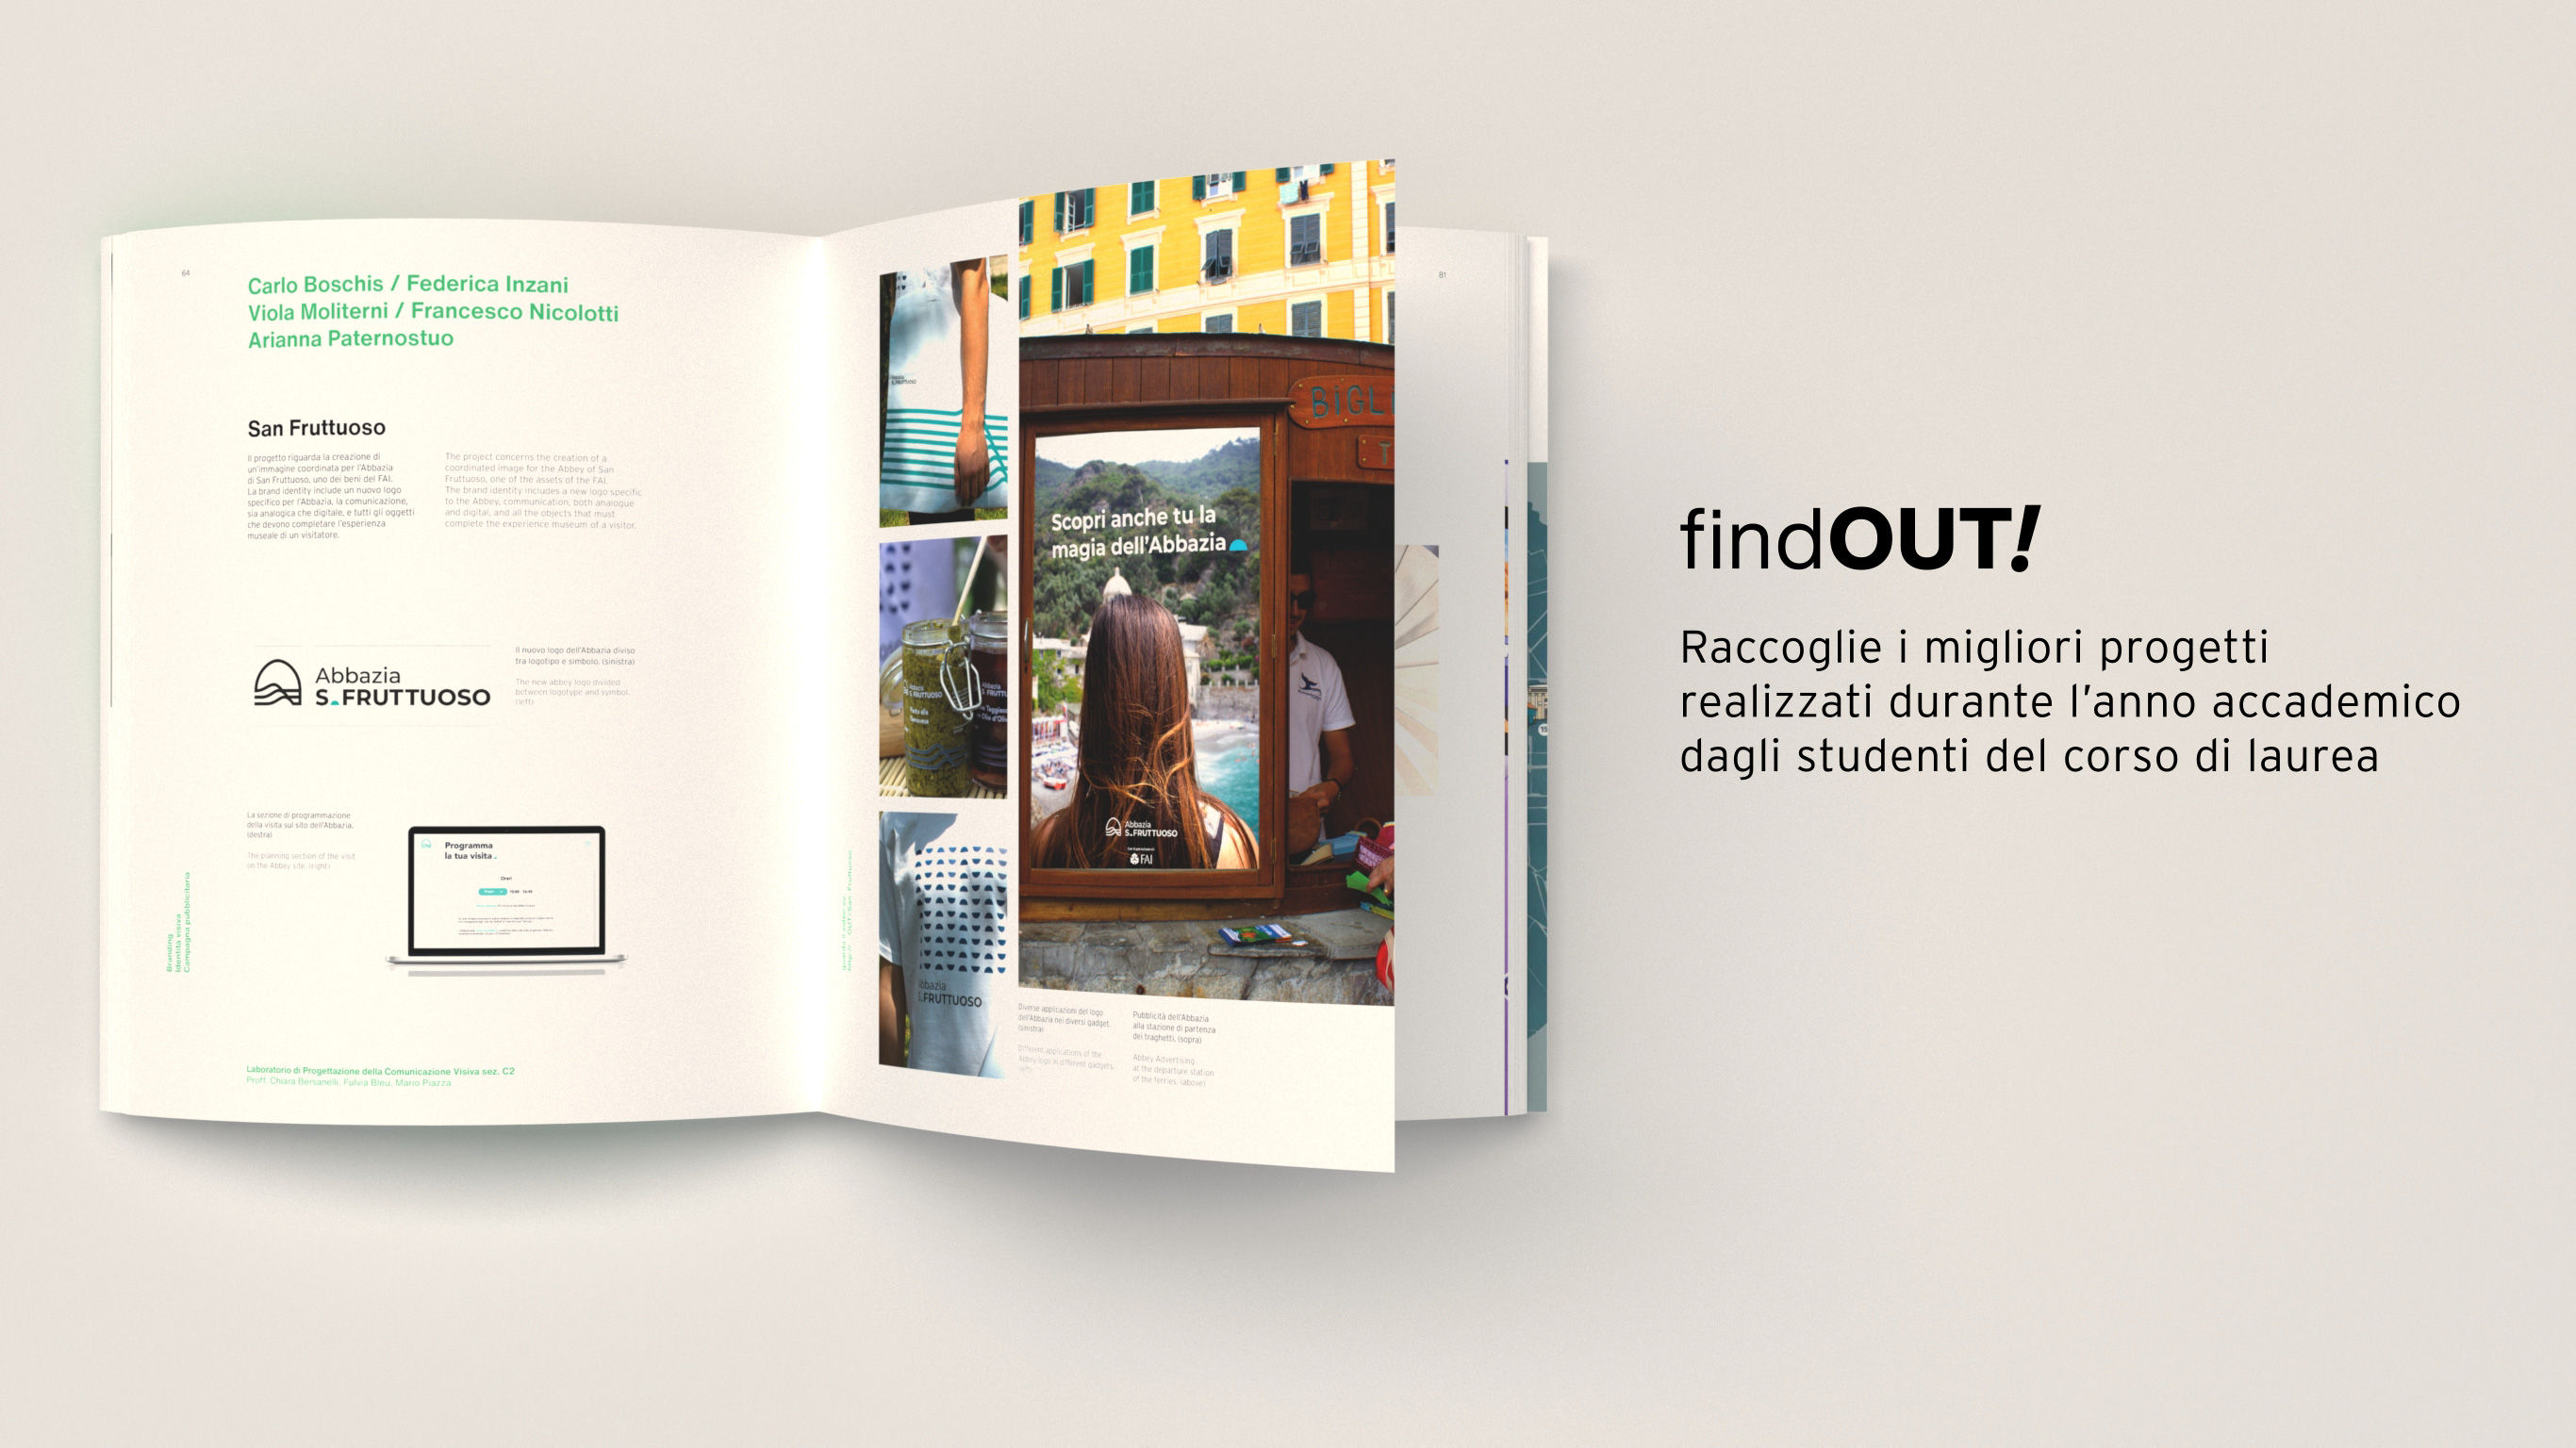 64
Carlo Boschis / Federica Inzani
Viola Moliterni / Francesco Nicolotti
Arianna Paternostuo
San Fruttuoso
Il progetto riguarda la creazione di
un'immagine coordinata per l'Abbazia
di San Fruttuoso, uno dei beni del FAI.
La brand identity include un nuovo logo
specifico per l'Abbazia, la comunicazione,
sia analogica che digitale, e tutti gli oggetti
che devono completare l'esperienza
museale di un visitatore.
The project concerns the creation of a
coordinated image for the Abbey of San
Fruttuoso, one of the assets of the FAI.
The brand identity includes a new logo specific
to the Abbey, communication, both analogue
and digital, and all the objects that must
complete the experience museum of a visitor.
Abbazia
S.FRUTTUOSO
Il nuovo logo dell'Abbazia diviso
tra logotipo e simbolo. (sinistra)
The new abbey logo divided
between logotype and symbol.
(left)
La sezione di programmazione
della visita sul sito dell'Abbazia.
(destra)
The planning section of the visit
on the Abbey site. (right)
Programma
la tua visita
Orari
Branding
Identità visiva
Campagna pubblicitaria
Laboratorio di Progettazione della Comunicazione Visiva sez. C2
Proff. Chiara Bersanelli, Fulvia Bleu, Mario Piazza
S.FRUTTUOSO
S.FRUTTUOSO
Abbazia
S.FRUTTUOSO
BiGLi
T
Scopri anche tu la
magia dell'Abbazia
Abbazia
S.FRUTTUOSO
FAI
Diverse applicazioni del logo
dell'Abbazia nei diversi gadget.
(sinistra)
Different applications of the
Abbey logo in different gadgets.
Pubblicità dell'Abbazia
alla stazione di partenza
dei traghetti. (sopra)
Abbey Advertising
at the departure station
of the ferries. (above)
81
findOUT!
Raccoglie i migliori progetti
realizzati durante l'anno accademico
dagli studenti del corso di laurea